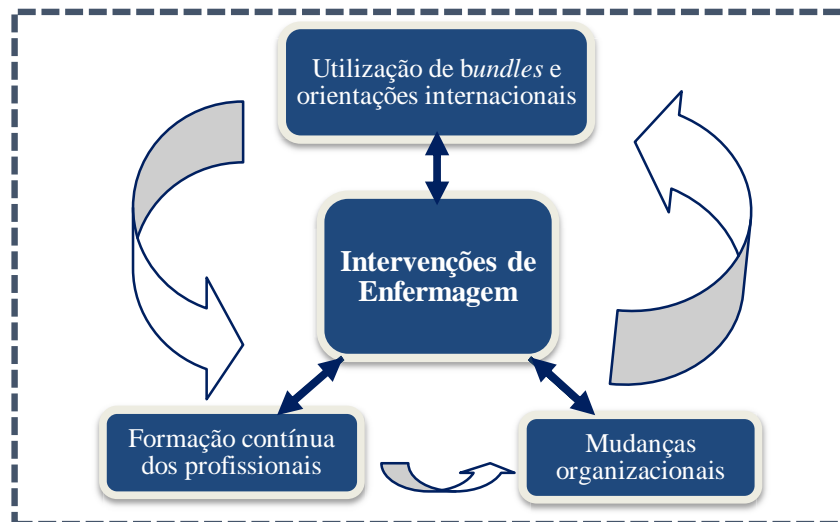 Utilização de bundles e
orientações internacionais
Intervenções de
Enfermagem
Formação contínua
dos profissionais
Mudanças
organizacionais